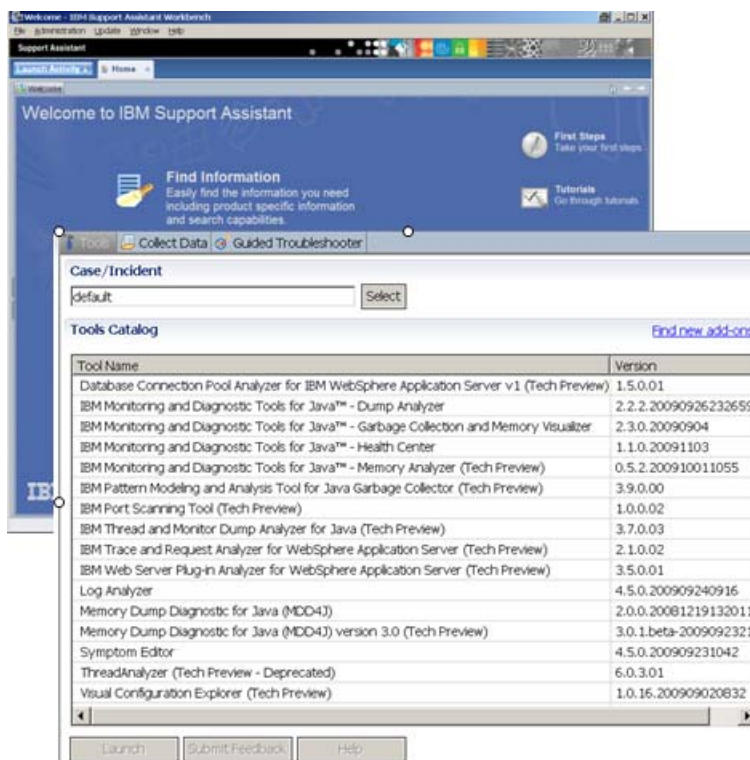 Welcome - IBM Support Assistant Workbench
File Administration Update Window Help
Support Assistant
Launch Activity Home
Welcome
Welcome to IBM Support Assistant
First Steps
Take your first steps
Find Information
Easily find the information you need
including product specific information
and search capabilities.
Tutorials
Go through tutorials
Tools Collect Data Guided Troubleshooter
Case/Incident
default Select
Tools Catalog Find new add-ons
Tool Name Version
Database Connection Pool Analyzer for IBM WebSphere Application Server v1 (Tech Preview) 1.5.0.01
IBM Monitoring and Diagnostic Tools for Java™ - Dump Analyzer 2.2.2.20090926232659
IBM Monitoring and Diagnostic Tools for Java™ - Garbage Collection and Memory Visualizer 2.3.0.20090904
IBM Monitoring and Diagnostic Tools for Java™ - Health Center 1.1.0.20091103
IBM Monitoring and Diagnostic Tools for Java™ - Memory Analyzer (Tech Preview) 0.5.2.200910011055
IBM Pattern Modeling and Analysis Tool for Java Garbage Collector (Tech Preview) 3.9.0.00
IBM Port Scanning Tool (Tech Preview) 1.0.0.02
IBM Thread and Monitor Dump Analyzer for Java (Tech Preview) 3.7.0.03
IBM Trace and Request Analyzer for WebSphere Application Server (Tech Preview) 2.1.0.02
IBM Web Server Plug-in Analyzer for WebSphere Application Server (Tech Preview) 3.5.0.01
Log Analyzer 4.5.0.200909240916
Memory Dump Diagnostic for Java (MDD4J) 2.0.0.20081219132011
Memory Dump Diagnostic for Java (MDD4J) version 3.0 (Tech Preview) 3.0.1.beta-2009092321
Symptom Editor 4.5.0.200909231042
ThreadAnalyzer (Tech Preview - Deprecated) 6.0.3.01
Visual Configuration Explorer (Tech Preview) 1.0.16.200909020832
Launch Submit Feedback Help